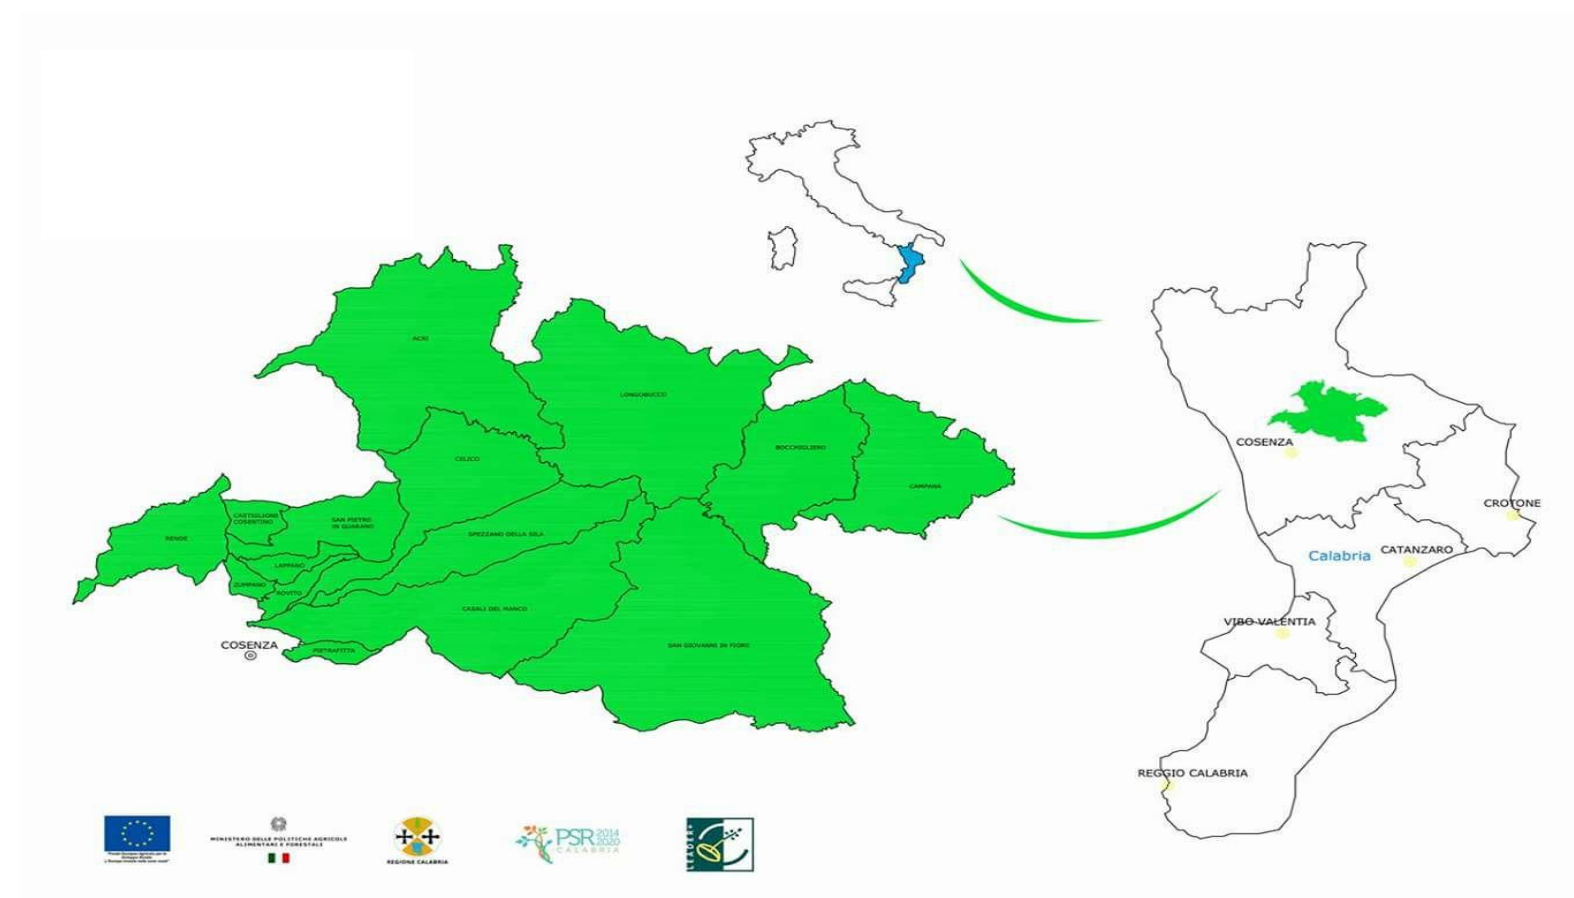 ACRI
LONGOBUCCO
BOCCHIGLIERO
CAMPANA
CELICO
CASTIGLIONE
COSENTINO
SAN PIETRO
IN GUARANO
RENDE
SPEZZANO DELLA SILA
LAPPANO
ZUMPANO
ROVITO
CASALI DEL MANCO
PIETRAFITTA
SAN GIOVANNI IN FIORE
COSENZA
COSENZA
CROTONE
Calabria
CATANZARO
VIBO VALENTIA
REGGIO CALABRIA
MINISTERO DELLE POLITICHE AGRICOLE
ALIMENTARI E FORESTALI
REGIONE CALABRIA
PSR 2014
2020
CALABRIA
LEADER+